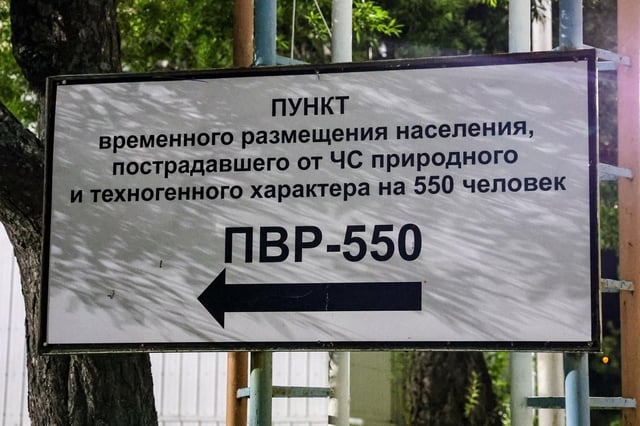 ПУНКТ
временного размещения населения,
пострадавшего от ЧС природного
и техногенного характера на 550 человек
ПВР-550